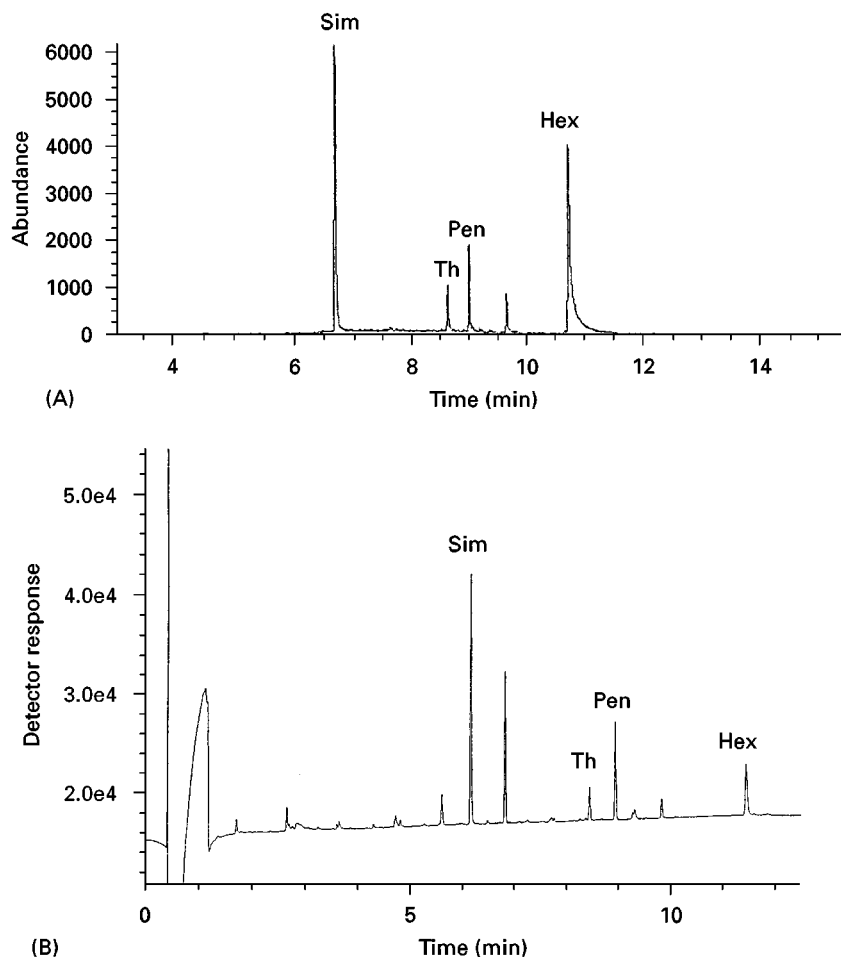 Sim
6000
5000
Hex
4000
Abundance
3000
Pen
2000
Th
1000
0
4 6 8 10 12 14
(A) Time (min)
5.0e4
Sim
4.0e4
Detector response
3.0e4
Pen
Th Hex
2.0e4
0 5 10
(B) Time (min)